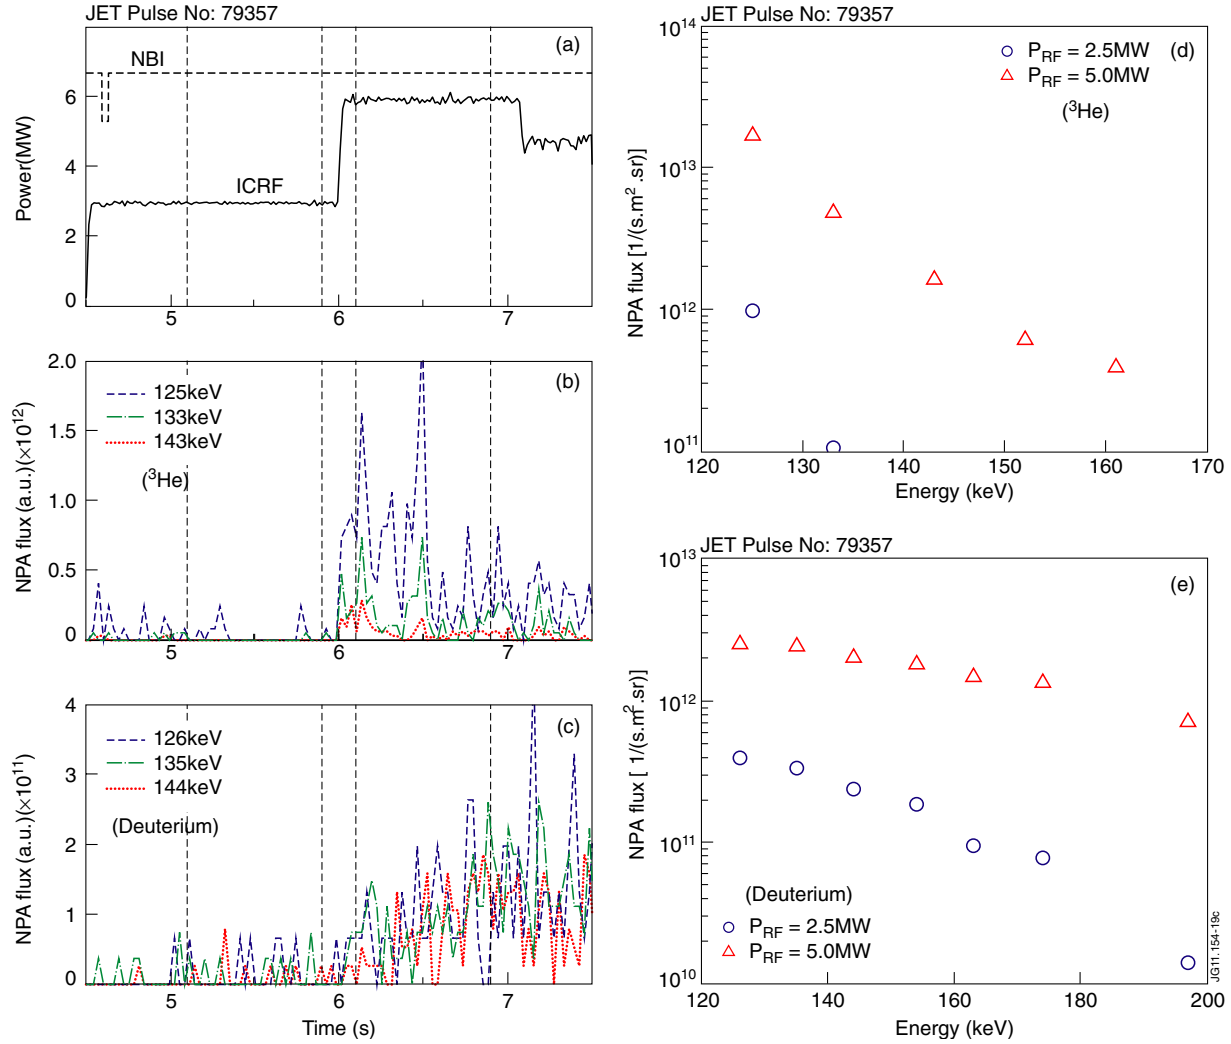 JET Pulse No: 79357
(a)
NBI
ICRF
Power(MW)
6
4
2
0
5
6
7
(b)
125keV
133keV
143keV
(³He)
NPA flux (a.u.)(×10¹²)
2.0
1.5
1.0
0.5
0
5
6
7
(c)
126keV
135keV
144keV
(Deuterium)
NPA flux (a.u.)(×10¹¹)
4
3
2
1
0
5
6
7
Time (s)
(d)
P_RF = 2.5MW
P_RF = 5.0MW
(³He)
NPA flux [1/(s.m² .sr)]
10¹⁴
10¹³
10¹²
10¹¹
120
130
140
150
160
170
Energy (keV)
JET Pulse No: 79357
(e)
NPA flux [ 1/(s.m².sr)]
10¹³
10¹²
10¹¹
10¹⁰
(Deuterium)
P_RF = 2.5MW
P_RF = 5.0MW
120
140
160
180
200
Energy (keV)
JG11.154-19c